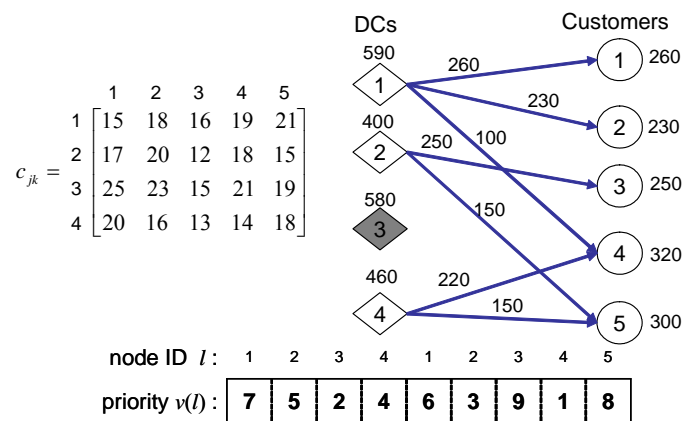 DCs Customers
590
1 260 1 260
230
1 2 3 4 5
1 15 18 16 19 21
2 17 20 12 18 15
3 25 23 15 21 19
4 20 16 13 14 18
c_jk =
400 100 2 230
2 250 3 250
580 150
3 4 320
460 220
4 150 5 300
node ID l : 1 2 3 4 1 2 3 4 5
priority v(l) : 7 5 2 4 6 3 9 1 8